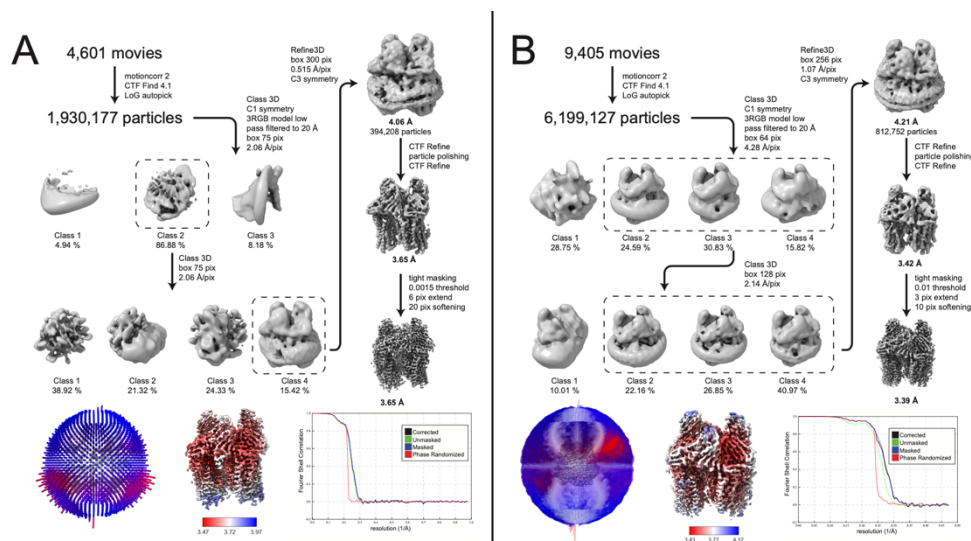 A
4,601 movies
motioncorr 2
CTF Find 4.1
LoG autopick
1,930,177 particles
Class 3D
C1 symmetry
3RGB model low
pass filtered to 20 Å
box 75 pix
2.06 Å/pix
Class 1
4.94 %
Class 2
86.88 %
Class 3
8.18 %
Class 3D
box 75 pix
2.06 Å/pix
Class 1
38.92 %
Class 2
21.32 %
Class 3
24.33 %
Class 4
15.42 %
Refine3D
box 300 pix
0.515 Å/pix
C3 symmetry
4.06 Å
394,208 particles
CTF Refine
particle polishing
CTF Refine
3.65 Å
tight masking
0.0015 threshold
6 pix extend
20 pix softening
3.65 Å
3.47 3.72 3.97
Fourier Shell Correlation
Corrected
Unmasked
Masked
Phase Randomized
resolution (1/Å)
B
9,405 movies
motioncorr 2
CTF Find 4.1
LoG autopick
6,199,127 particles
Class 3D
C1 symmetry
3RGB model low
pass filtered to 20 Å
box 64 pix
4.28 Å/pix
Class 1
28.75 %
Class 2
24.59 %
Class 3
30.83 %
Class 4
15.82 %
Class 3D
box 128 pix
2.14 Å/pix
Class 1
10.01 %
Class 2
22.16 %
Class 3
26.85 %
Class 4
40.97 %
Refine3D
box 256 pix
1.07 Å/pix
C3 symmetry
4.21 Å
812,752 particles
CTF Refine
particle polishing
CTF Refine
3.42 Å
tight masking
0.01 threshold
3 pix extend
10 pix softening
3.39 Å
3.43 3.77 4.12
Fourier Shell Correlation
Corrected
Unmasked
Masked
Phase Randomized
resolution (1/Å)